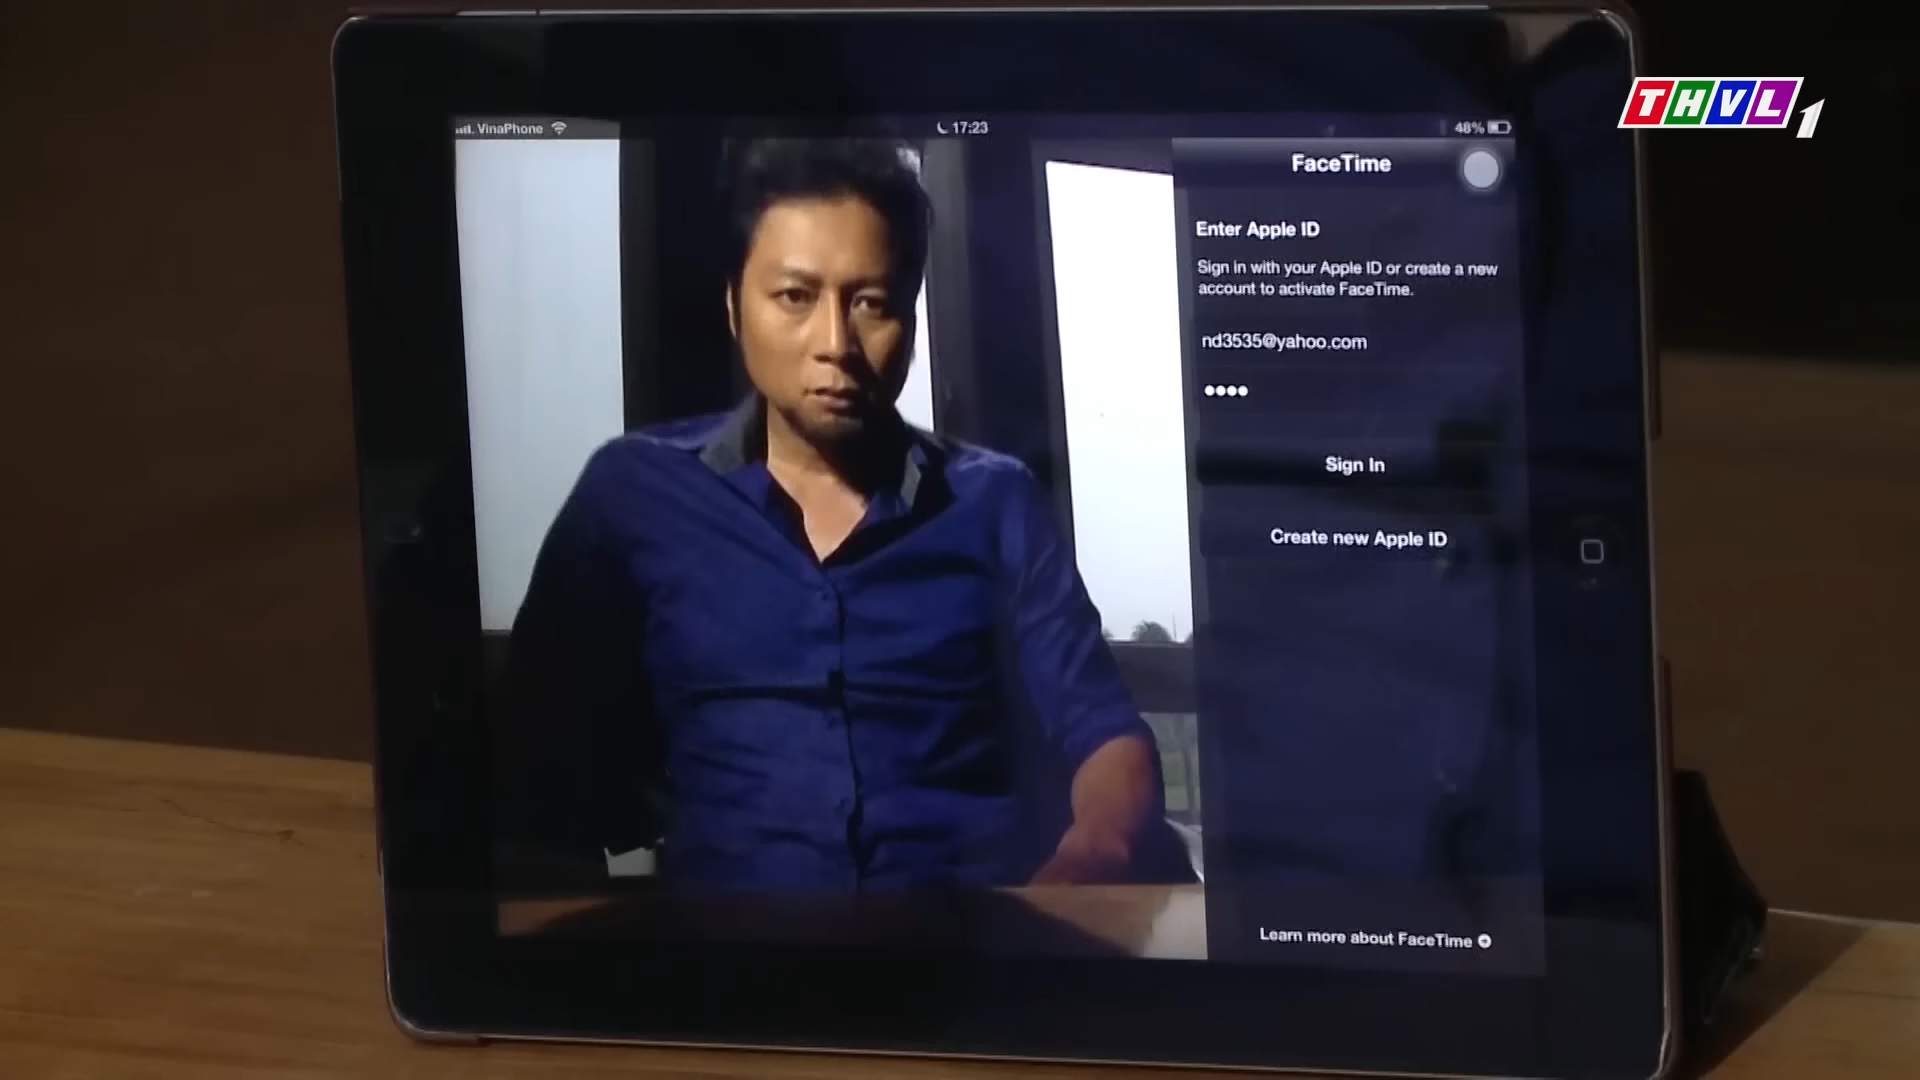 THVL1
VinaPhone
17:23
48%
FaceTime
Enter Apple ID
Sign in with your Apple ID or create a new
account to activate FaceTime.
nd3535@yahoo.com
••••
Sign In
Create new Apple ID
Learn more about FaceTime